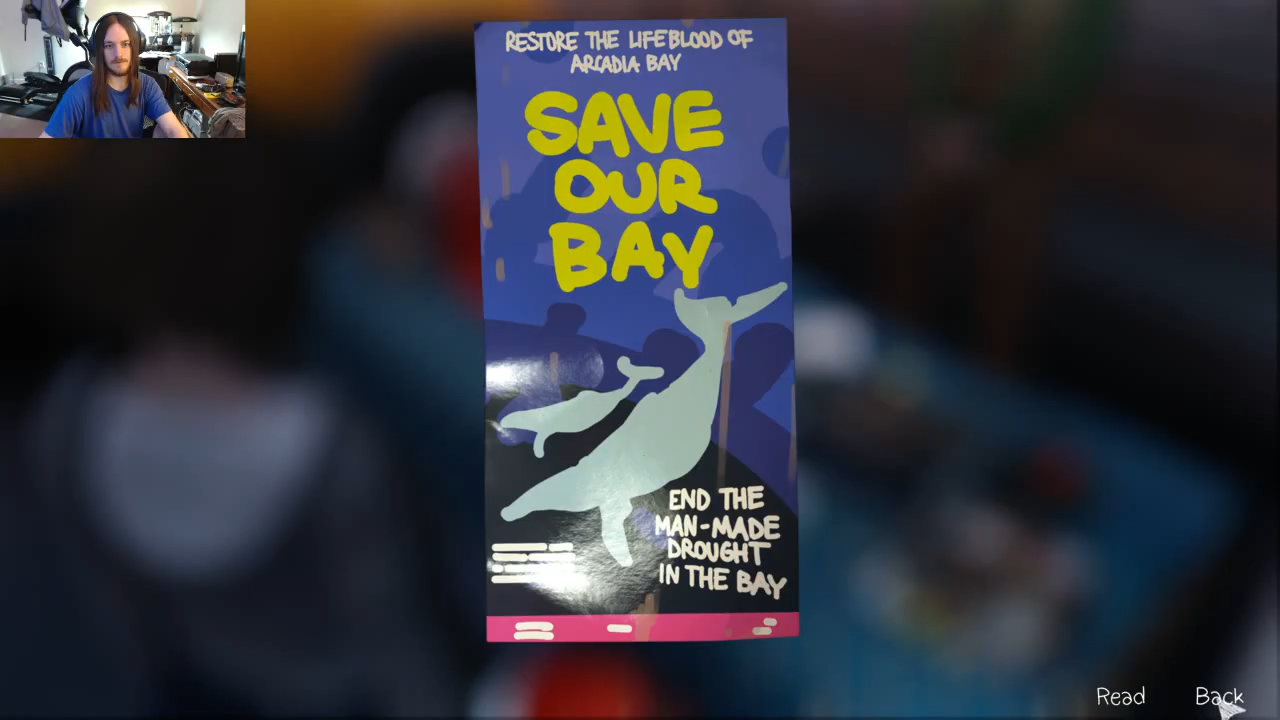 RESTORE THE LIFEBLOOD OF
ARCADIA BAY
SAVE
OUR
BAY
END THE
MAN-MADE
DROUGHT
IN THE BAY
Read
Back